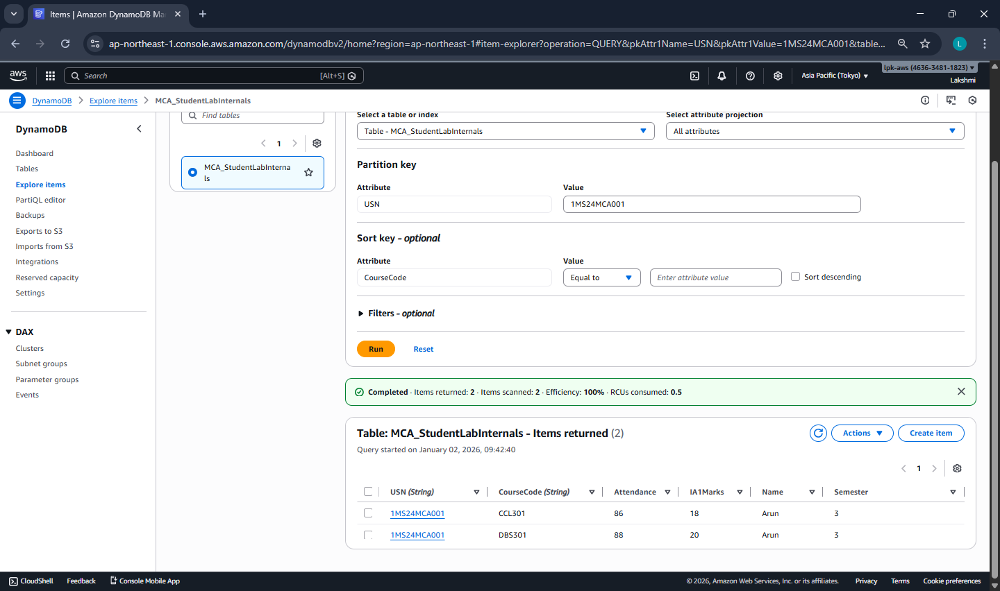 Items | Amazon DynamoDB Ma
ap-northeast-1.console.aws.amazon.com/dynamodbv2/home?region=ap-northeast-1#item-explorer?operation=QUERY&pkAttr1Name=USN&pkAttr1Value=1MS24MCA001&table...
L
aws
Search
[Alt+S]
Asia Pacific (Tokyo)
lpk-aws (4636-3481-1823)
Lakshmi
DynamoDB > Explore items > MCA_StudentLabInternals
DynamoDB
Dashboard
Tables
Explore items
PartiQL editor
Backups
Exports to S3
Imports from S3
Integrations
Reserved capacity
Settings
DAX
Clusters
Subnet groups
Parameter groups
Events
Find tables
1
MCA_StudentLabInterna
ls
Select a table or index
Select attribute projection
Table - MCA_StudentLabInternals
All attributes
Partition key
Attribute
Value
USN
1MS24MCA001
Sort key - optional
Attribute
Value
CourseCode
Equal to
Enter attribute value
Sort descending
Filters - optional
Run
Reset
Completed · Items returned: 2 · Items scanned: 2 · Efficiency: 100% · RCUs consumed: 0.5
Table: MCA_StudentLabInternals - Items returned (2)
Actions
Create item
Query started on January 02, 2026, 09:42:40
1
USN (String) CourseCode (String) Attendance IA1Marks Name Semester
1MS24MCA001 CCL301 86 18 Arun 3
1MS24MCA001 DBS301 88 20 Arun 3
CloudShell Feedback Console Mobile App
© 2026, Amazon Web Services, Inc. or its affiliates. Privacy Terms Cookie preferences